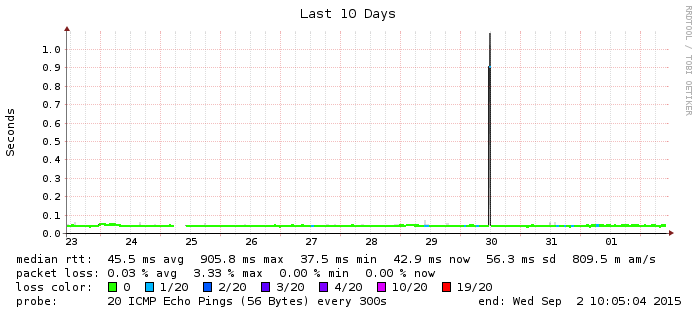 Last 10 Days
RRDTOOL / TOBI OETIKER
Seconds
1.0
0.9
0.8
0.7
0.6
0.5
0.4
0.3
0.2
0.1
0.0
23 24 25 26 27 28 29 30 31 01
median rtt: 45.5 ms avg 905.8 ms max 37.5 ms min 42.9 ms now 56.3 ms sd 809.5 m am/s
packet loss: 0.03 % avg 3.33 % max 0.00 % min 0.00 % now
loss color: 0 1/20 2/20 3/20 4/20 10/20 19/20
probe: 20 ICMP Echo Pings (56 Bytes) every 300s end: Wed Sep 2 10:05:04 2015